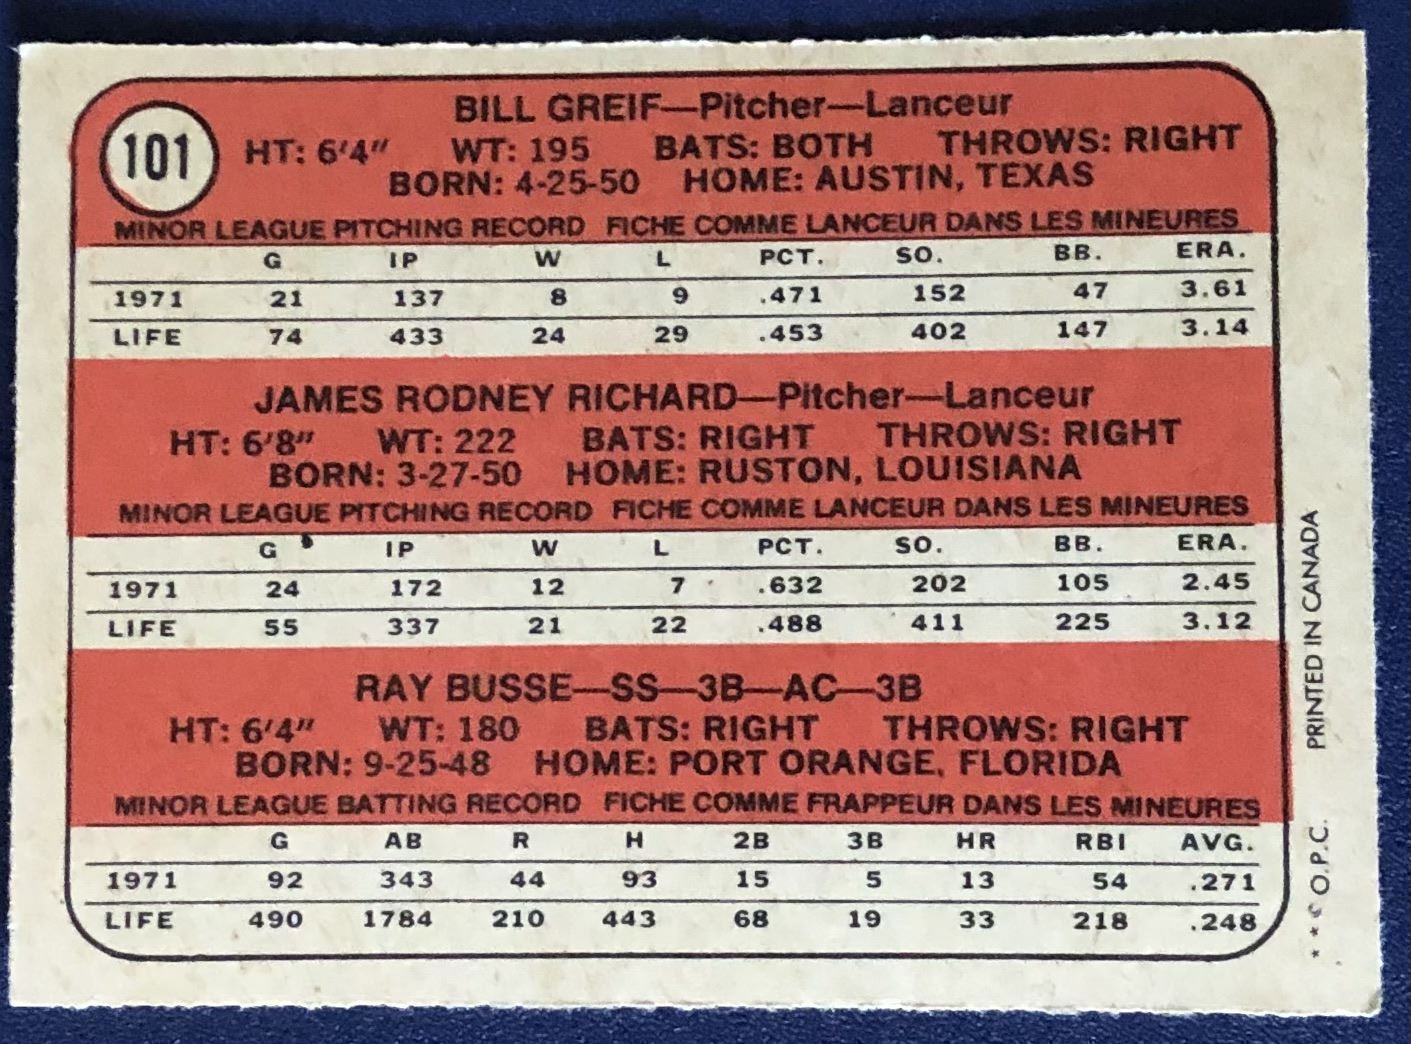 101
BILL GREIF—Pitcher—Lanceur
HT: 6'4" WT: 195 BATS: BOTH THROWS: RIGHT
BORN: 4-25-50 HOME: AUSTIN, TEXAS
MINOR LEAGUE PITCHING RECORD FICHE COMME LANCEUR DANS LES MINEURES
G IP W L PCT. SO. BB. ERA.
1971 21 137 8 9 .471 152 47 3.61
LIFE 74 433 24 29 .453 402 147 3.14
JAMES RODNEY RICHARD—Pitcher—Lanceur
HT: 6'8" WT: 222 BATS: RIGHT THROWS: RIGHT
BORN: 3-27-50 HOME: RUSTON, LOUISIANA
MINOR LEAGUE PITCHING RECORD FICHE COMME LANCEUR DANS LES MINEURES
G IP W L PCT. SO. BB. ERA.
1971 24 172 12 7 .632 202 105 2.45
LIFE 55 337 21 22 .488 411 225 3.12
RAY BUSSE—SS—3B—AC—3B
HT: 6'4" WT: 180 BATS: RIGHT THROWS: RIGHT
BORN: 9-25-48 HOME: PORT ORANGE, FLORIDA
MINOR LEAGUE BATTING RECORD FICHE COMME FRAPPEUR DANS LES MINEURES
G AB R H 2B 3B HR RBI AVG.
1971 92 343 44 93 15 5 13 54 .271
LIFE 490 1784 210 443 68 19 33 218 .248
* * © O.P.C. PRINTED IN CANADA